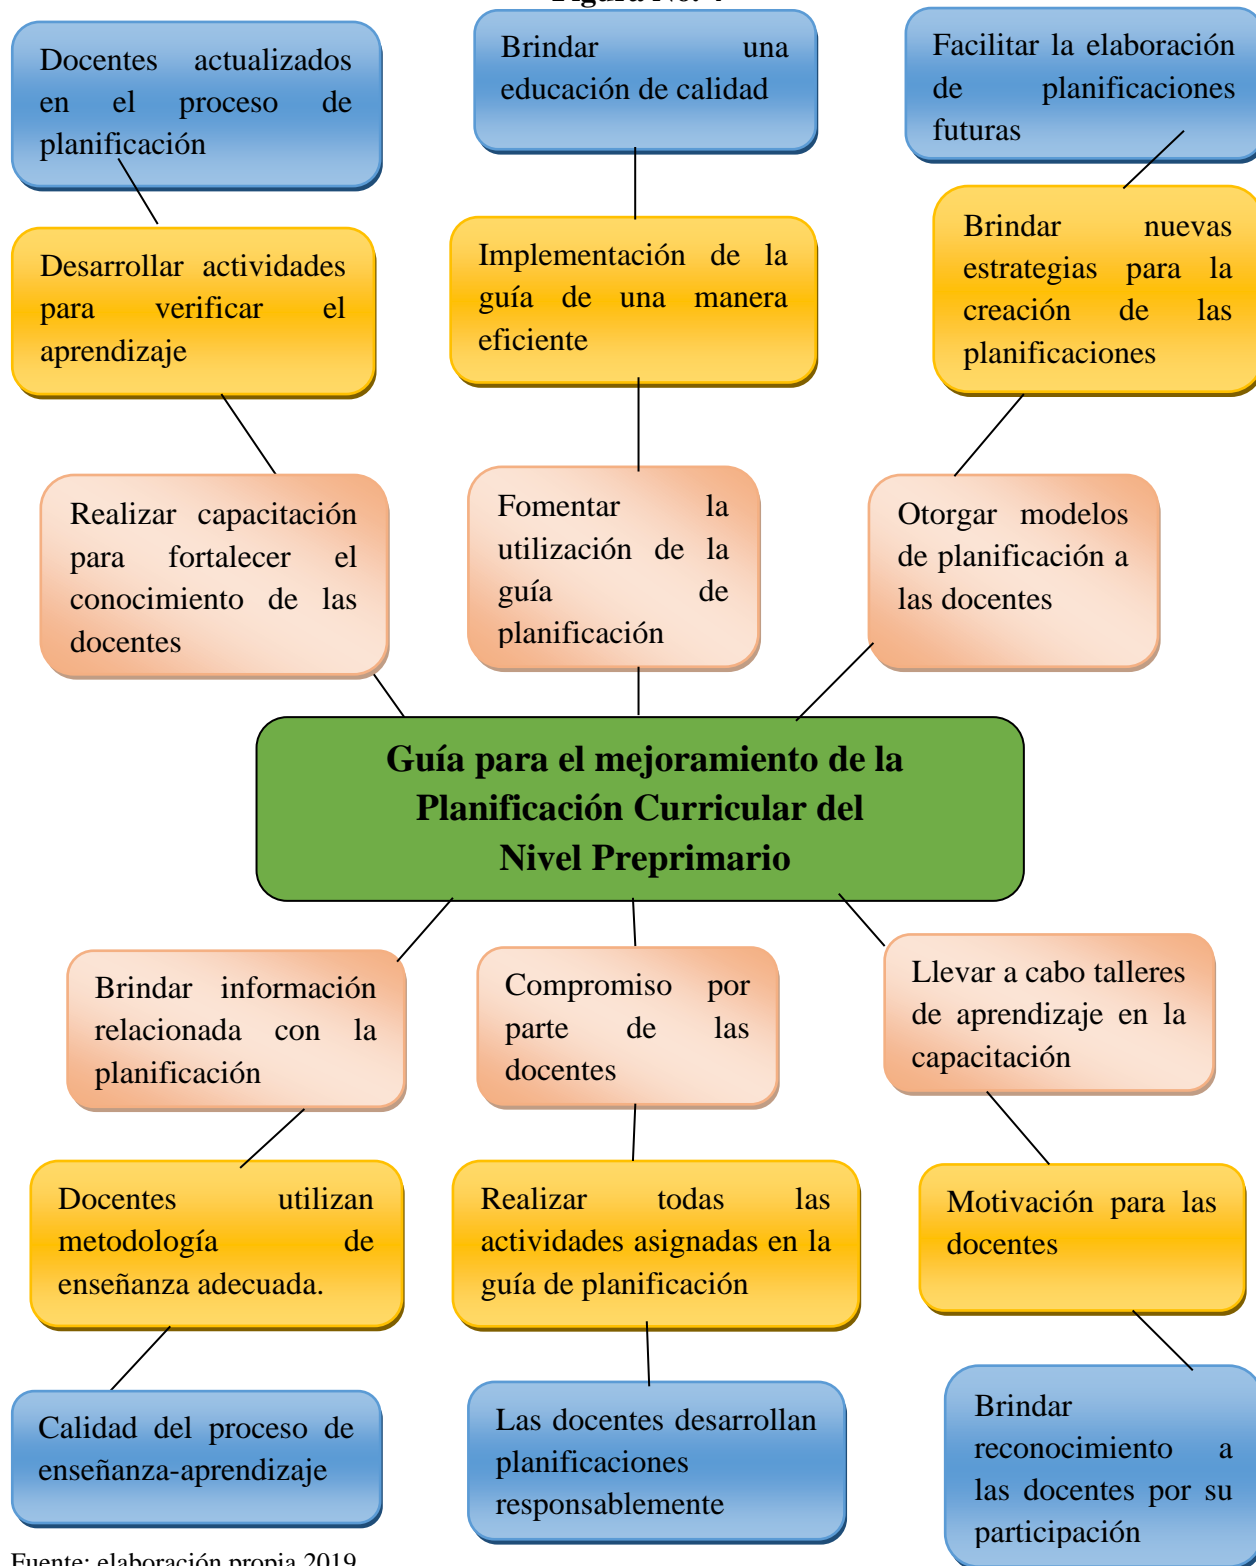 Docentes actualizados
en el proceso de
planificación
Brindar una
educación de calidad
Facilitar la elaboración
de planificaciones
futuras
Desarrollar actividades
para verificar el
aprendizaje
Implementación de la
guía de una manera
eficiente
Brindar nuevas
estrategias para la
creación de las
planificaciones
Realizar capacitación
para fortalecer el
conocimiento de las
docentes
Fomentar la
utilización de la
guía de
planificación
Otorgar modelos
de planificación a
las docentes
Guía para el mejoramiento de la
Planificación Curricular del
Nivel Preprimario
Brindar información
relacionada con la
planificación
Compromiso por
parte de las
docentes
Llevar a cabo talleres
de aprendizaje en la
capacitación
Docentes utilizan
metodología de
enseñanza adecuada.
Realizar todas las
actividades asignadas en la
guía de planificación
Motivación para las
docentes
Calidad del proceso de
enseñanza-aprendizaje
Las docentes desarrollan
planificaciones
responsablemente
Brindar
reconocimiento a
las docentes por su
participación
Fuente: elaboración propia 2019